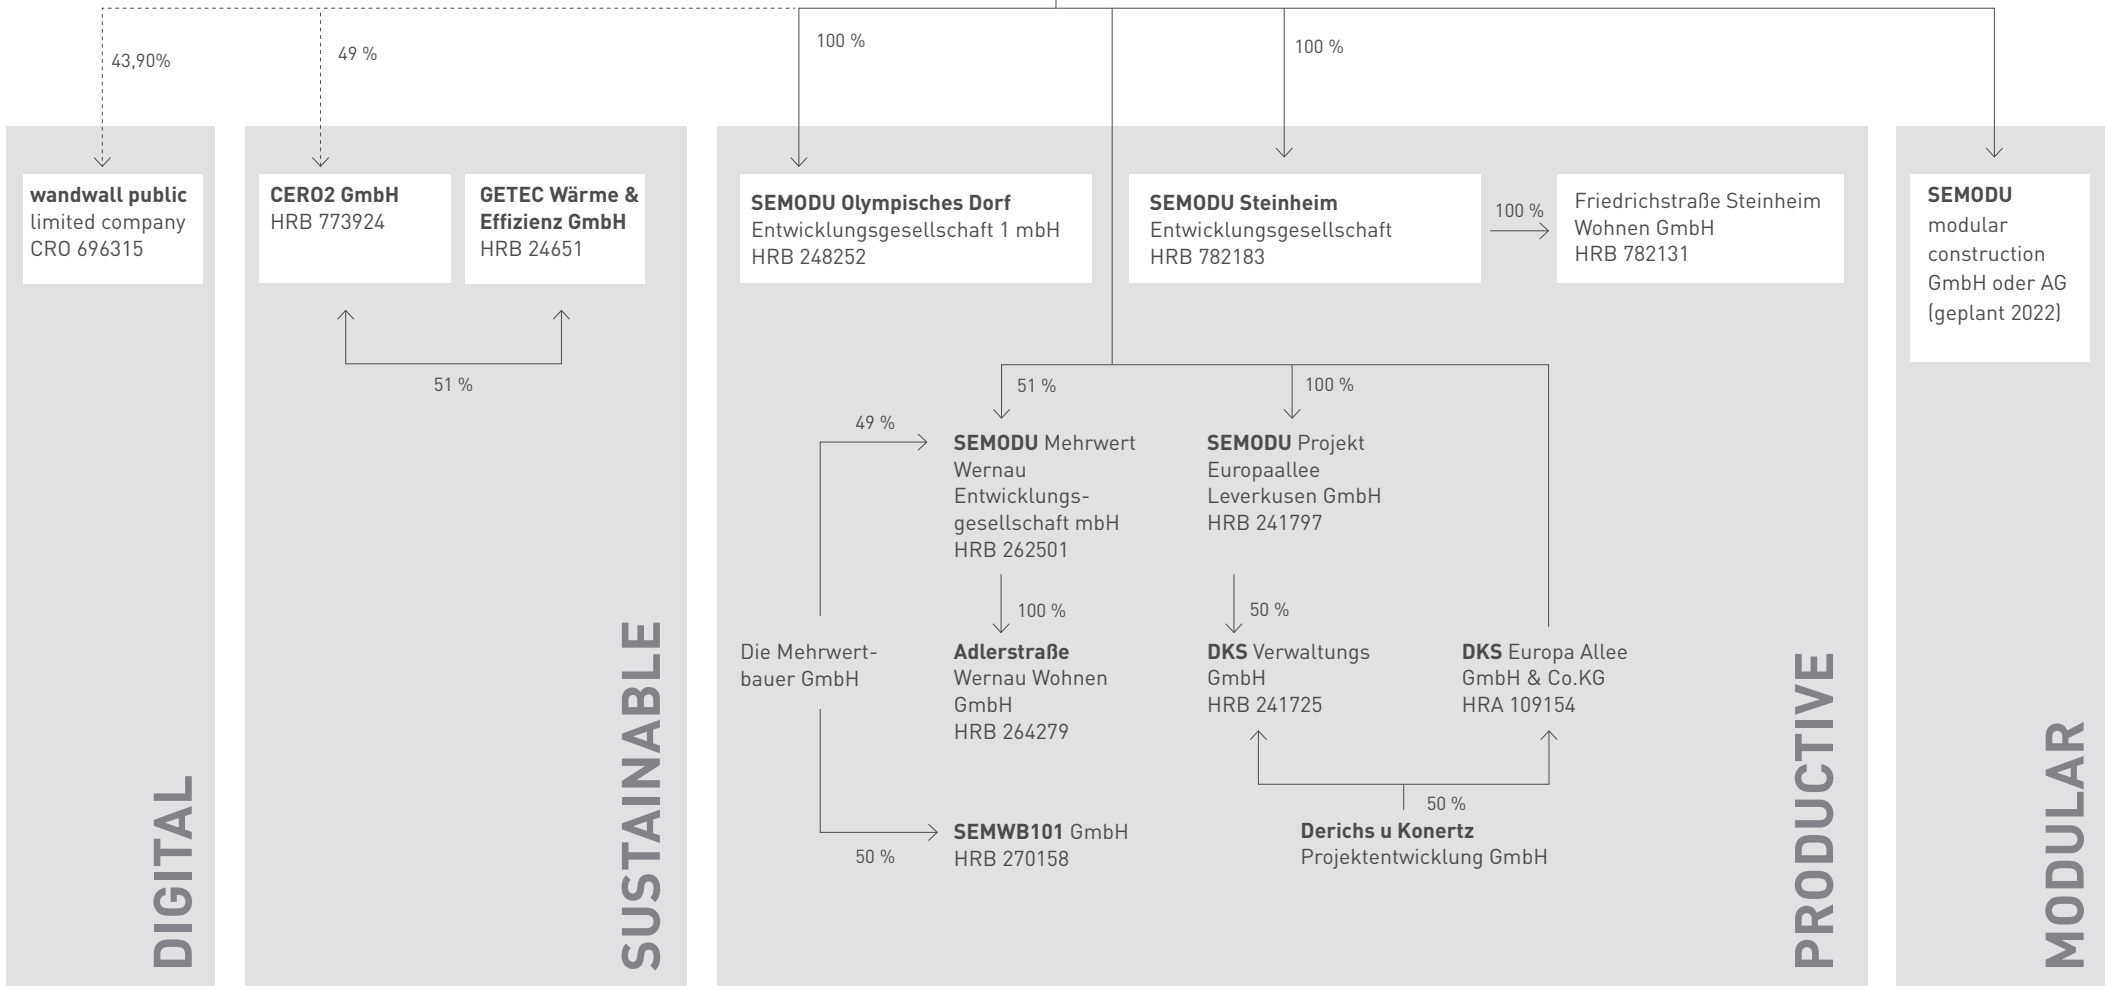 43,90%
49 %
100 %
100 %
wandwall public
limited company
CRO 696315
CERO2 GmbH
HRB 773924
GETEC Wärme &
Effizienz GmbH
HRB 24651
51 %
SEMODU Olympisches Dorf
Entwicklungsgesellschaft 1 mbH
HRB 248252
SEMODU Steinheim
Entwicklungsgesellschaft
HRB 782183
100 %
Friedrichstraße Steinheim
Wohnen GmbH
HRB 782131
SEMODU
modular
construction
GmbH oder AG
(geplant 2022)
51 %
100 %
49 %
SEMODU Mehrwert
Wernau
Entwicklungs-
gesellschaft mbH
HRB 262501
SEMODU Projekt
Europaallee
Leverkusen GmbH
HRB 241797
100 %
50 %
Die Mehrwert-
bauer GmbH
Adlerstraße
Wernau Wohnen
GmbH
HRB 264279
DKS Verwaltungs
GmbH
HRB 241725
DKS Europa Allee
GmbH & Co.KG
HRA 109154
50 %
50 %
SEMWB101 GmbH
HRB 270158
Derichs u Konertz
Projektentwicklung GmbH
DIGITAL
SUSTAINABLE
PRODUCTIVE
MODULAR